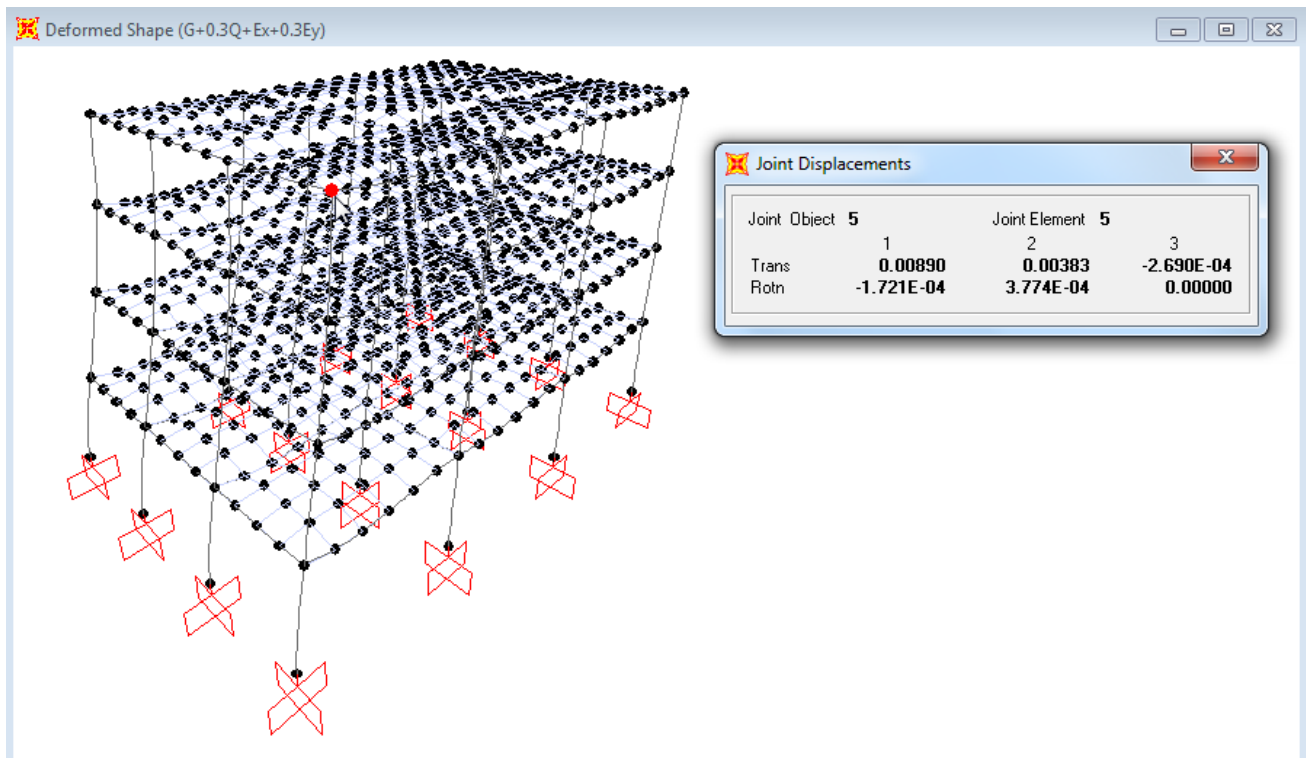 Deformed Shape (G+0.3Q+Ex+0.3Ey)
Joint Displacements
Joint Object 5 Joint Element 5
1 2 3
Trans 0.00890 0.00383 -2.690E-04
Rotn -1.721E-04 3.774E-04 0.00000